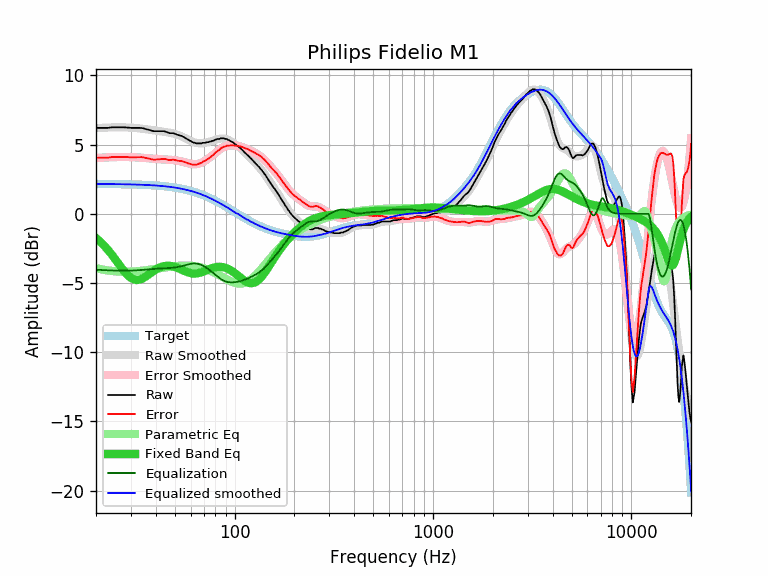 Philips Fidelio M1
10
5
0
−5
−10
−15
−20
Amplitude (dBr)
Target
Raw Smoothed
Error Smoothed
Raw
Error
Parametric Eq
Fixed Band Eq
Equalization
Equalized smoothed
100
1000
10000
Frequency (Hz)